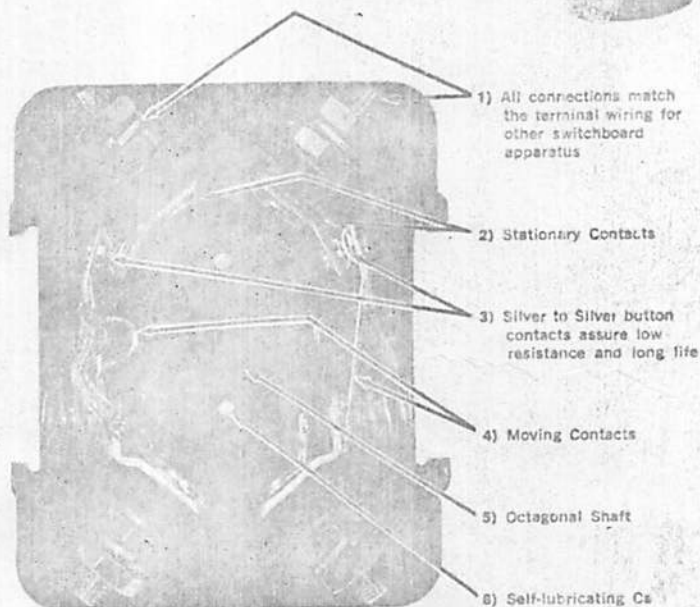 1) All connections match
the terminal wiring for
other switchboard
apparatus
2) Stationary Contacts
3) Silver to Silver button
contacts assure low
resistance and long life
4) Moving Contacts
5) Octagonal Shaft
6) Self-lubricating